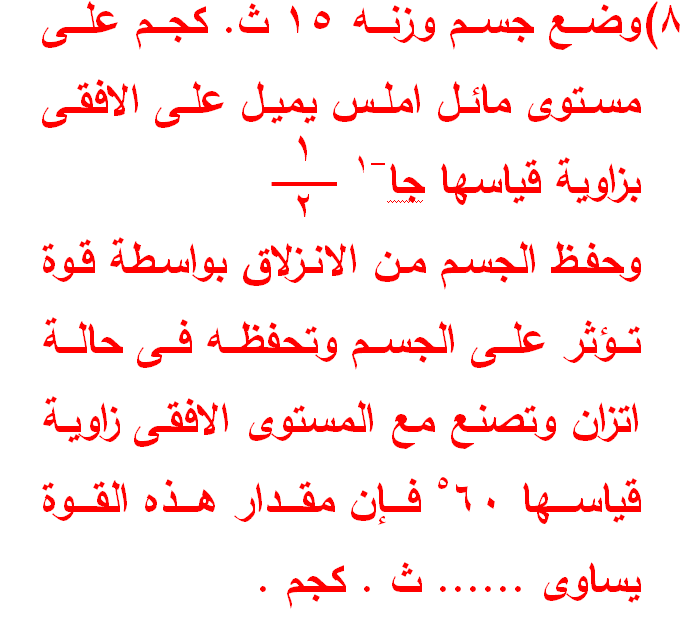 ٨)وضع جسم وزنه ١٥ ث. كجم على
مستوى مائل املس يميل على الافقى
بزاوية قياسها جا⁻¹ ١/٢
وحفظ الجسم من الانزلاق بواسطة قوة
تؤثر على الجسم وتحفظه فى حالة
اتزان وتصنع مع المستوى الافقى زاوية
قياسها ٦٠° فإن مقدار هذه القوة
يساوى ...... ث . كجم .